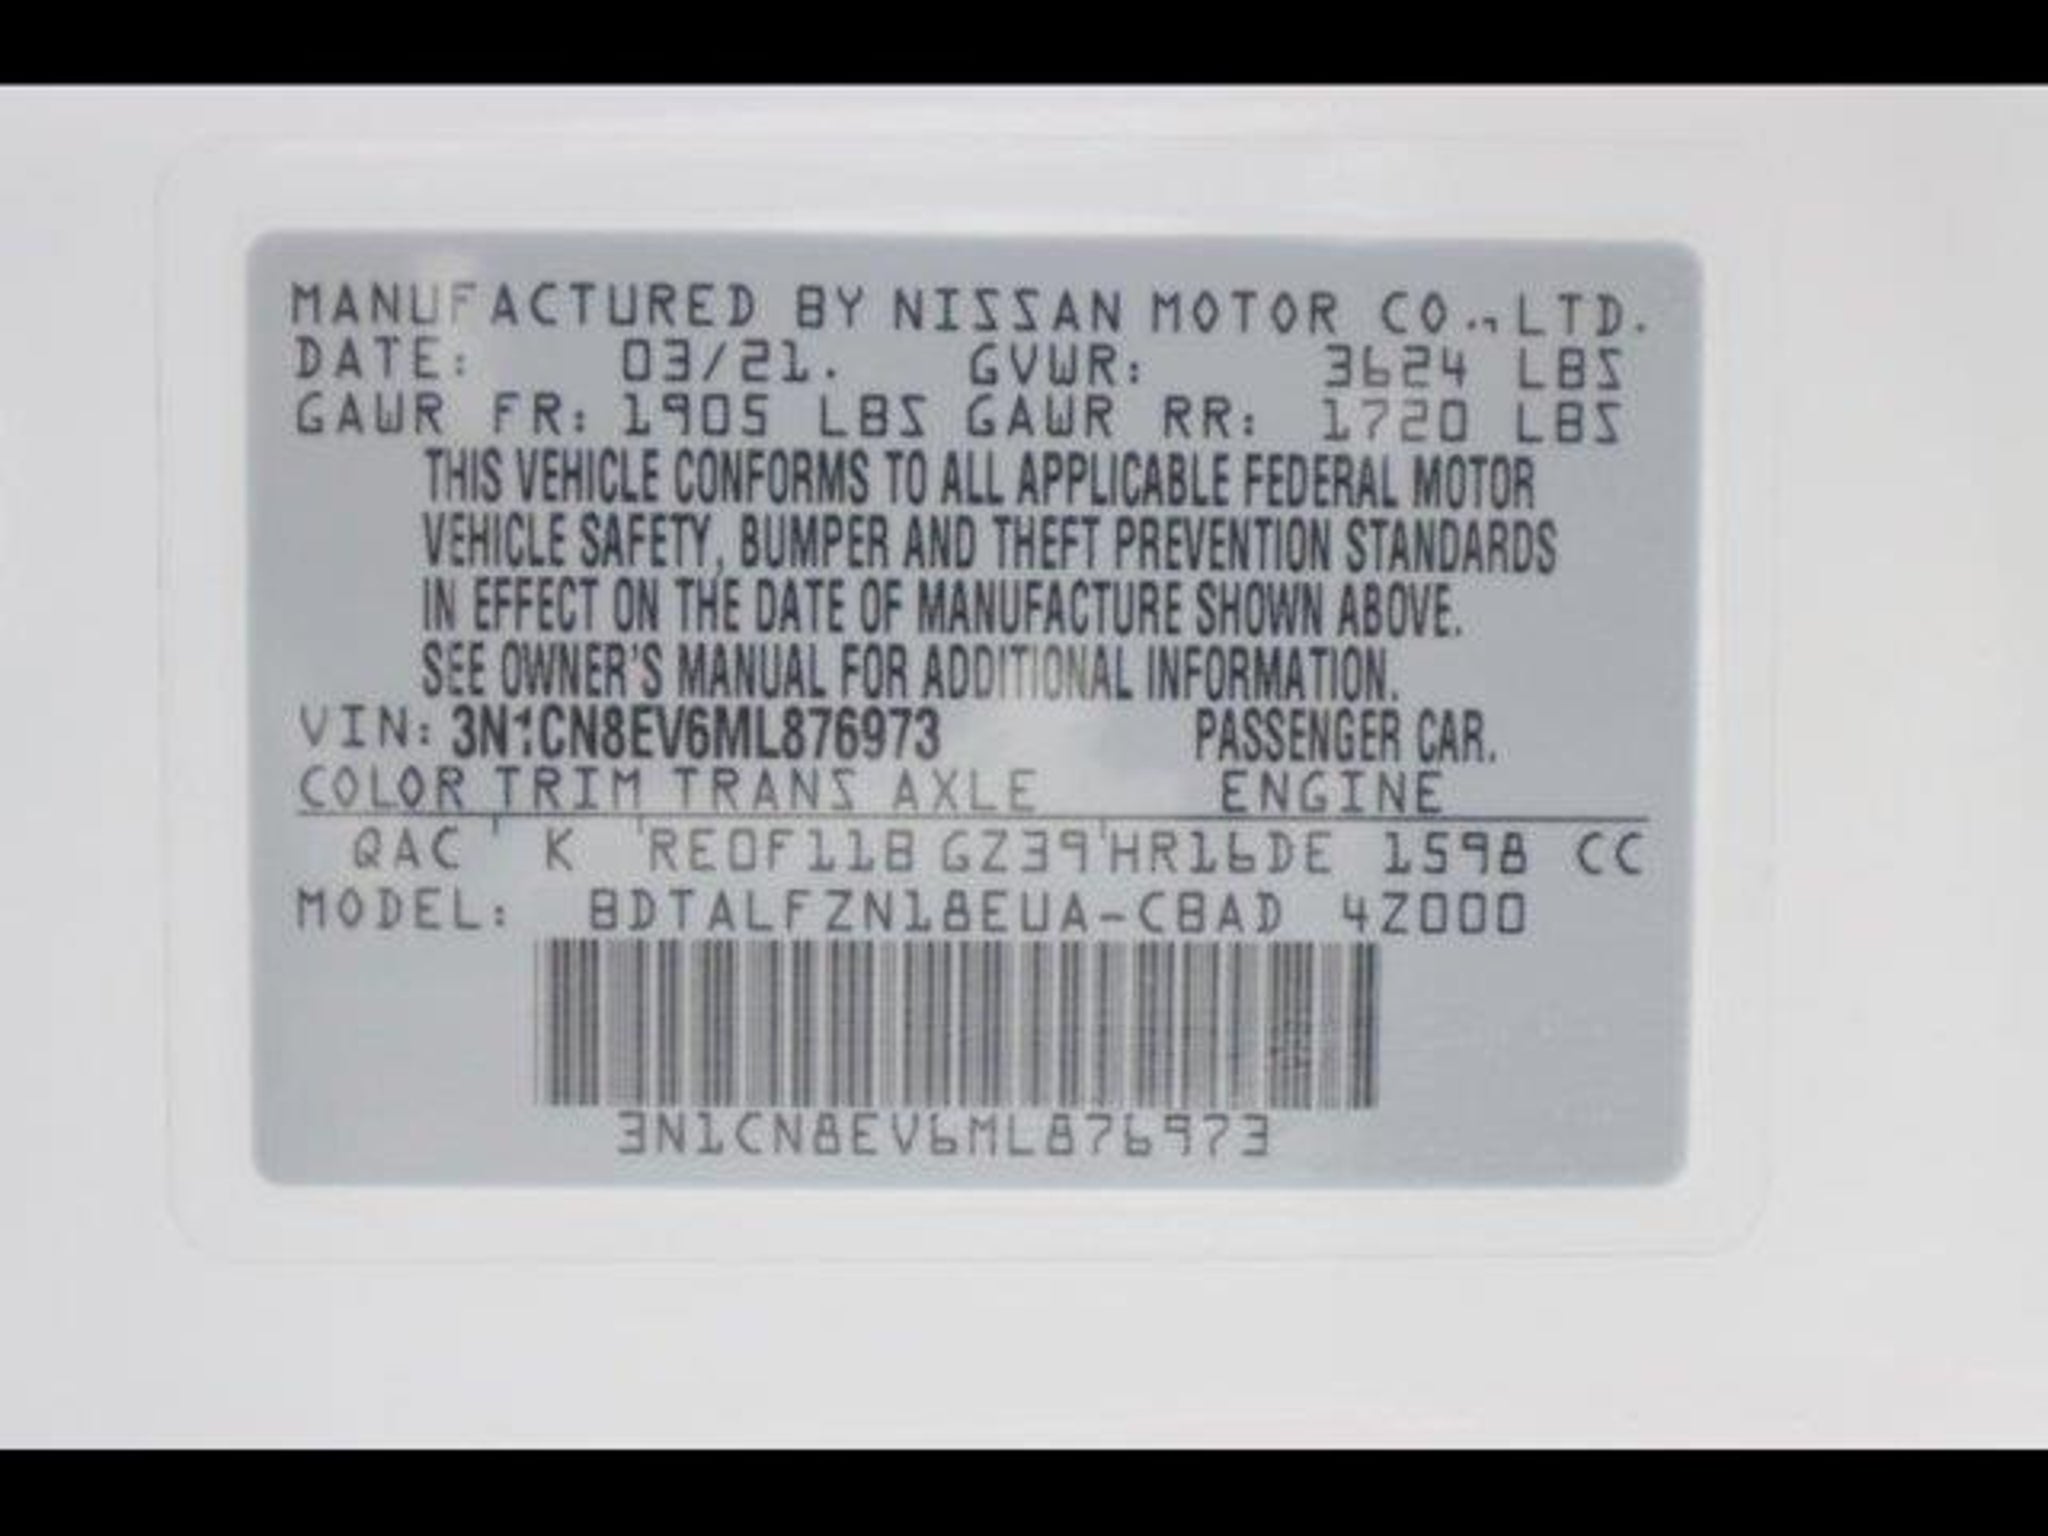 MANUFACTURED BY NISSAN MOTOR CO.,LTD.
DATE: 03/21. GVWR: 3624 LBS
GAWR FR: 1905 LBS GAWR RR: 1720 LBS
THIS VEHICLE CONFORMS TO ALL APPLICABLE FEDERAL MOTOR
VEHICLE SAFETY, BUMPER AND THEFT PREVENTION STANDARDS
IN EFFECT ON THE DATE OF MANUFACTURE SHOWN ABOVE.
SEE OWNER'S MANUAL FOR ADDITIONAL INFORMATION.
VIN: 3N1CN8EV6ML876973 PASSENGER CAR.
COLOR TRIM TRANS AXLE ENGINE
QAC K RE0F11B GZ39 HR16DE 1598 CC
MODEL: BDTALFZN18EUA-CBAD 4Z000
3N1CN8EV6ML876973